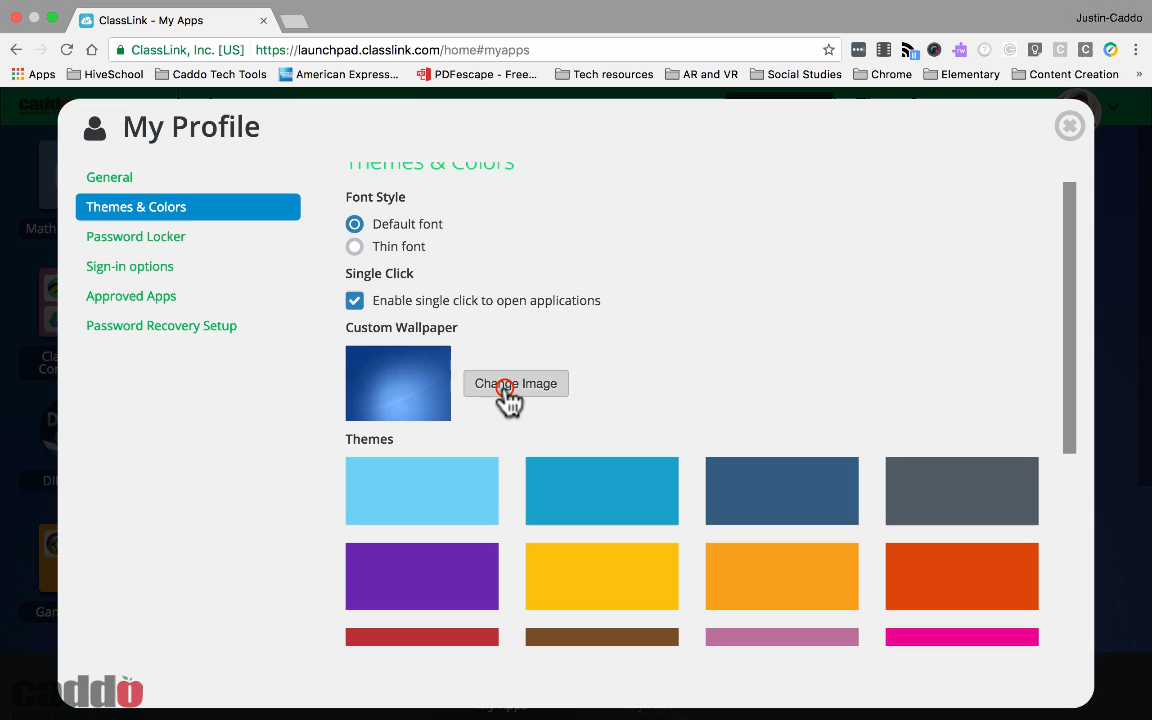 ClassLink - My Apps
Justin-Caddo
ClassLink, Inc. [US]
https://launchpad.classlink.com/home#myapps
Apps
HiveSchool
Caddo Tech Tools
American Express...
PDFescape - Free...
Tech resources
AR and VR
Social Studies
Chrome
Elementary
Content Creation
»
My Profile
General
Themes & Colors
Password Locker
Sign-in options
Approved Apps
Password Recovery Setup
Themes & Colors
Font Style
Default font
Thin font
Single Click
Enable single click to open applications
Custom Wallpaper
Change Image
Themes
Math
caddo